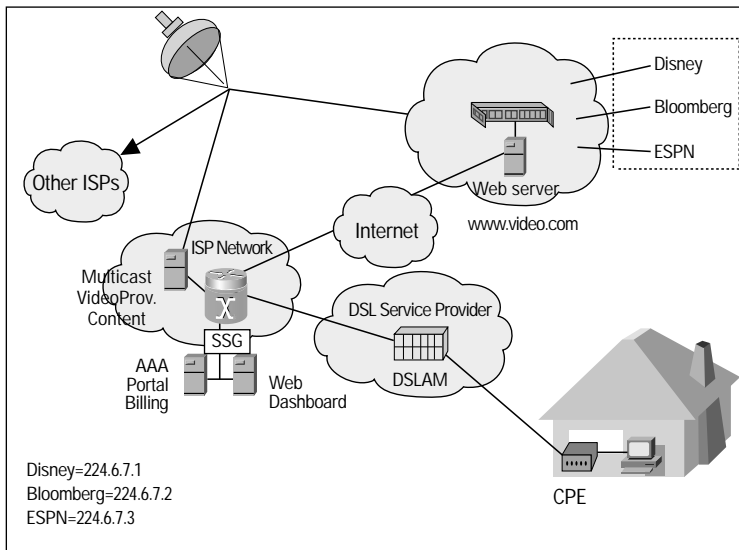 Disney
Bloomberg
ESPN
Web server
www.video.com
Other ISPs
Internet
ISP Network
Multicast
VideoProv.
Content
SSG
AAA
Portal
Billing
Web
Dashboard
DSL Service Provider
DSLAM
CPE
Disney=224.6.7.1
Bloomberg=224.6.7.2
ESPN=224.6.7.3